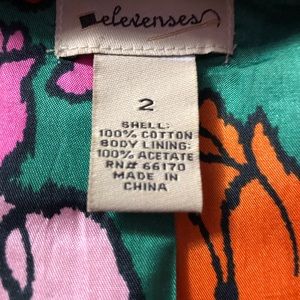 elevenses
2
SHELL:
100% COTTON
BODY LINING:
100% ACETATE
RN# 66170
MADE IN
CHINA